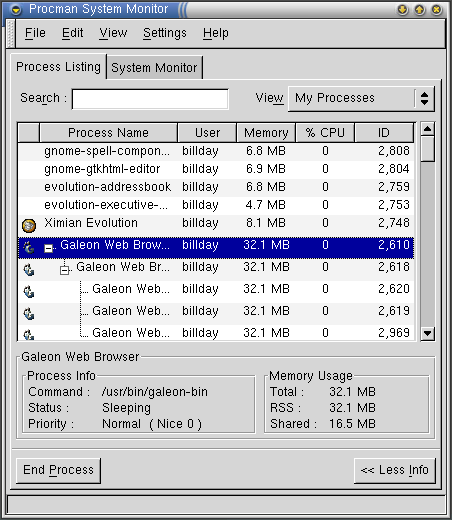 Procman System Monitor
File Edit View Settings Help
Process Listing System Monitor
Search : View My Processes
Process Name User Memory % CPU ID
gnome-spell-compon... billday 6.8 MB 0 2,808
gnome-gtkhtml-editor billday 6.9 MB 0 2,804
evolution-addressbook billday 6.8 MB 0 2,759
evolution-executive-... billday 4.7 MB 0 2,753
Ximian Evolution billday 8.1 MB 0 2,748
Galeon Web Brow... billday 32.1 MB 0 2,610
Galeon Web Br... billday 32.1 MB 0 2,618
Galeon Web... billday 32.1 MB 0 2,620
Galeon Web... billday 32.1 MB 0 2,619
Galeon Web... billday 32.1 MB 0 2,969
Galeon Web Browser
Process Info Memory Usage
Command : /usr/bin/galeon-bin Total : 32.1 MB
Status : Sleeping RSS : 32.1 MB
Priority : Normal ( Nice 0 ) Shared : 16.5 MB
End Process << Less Info